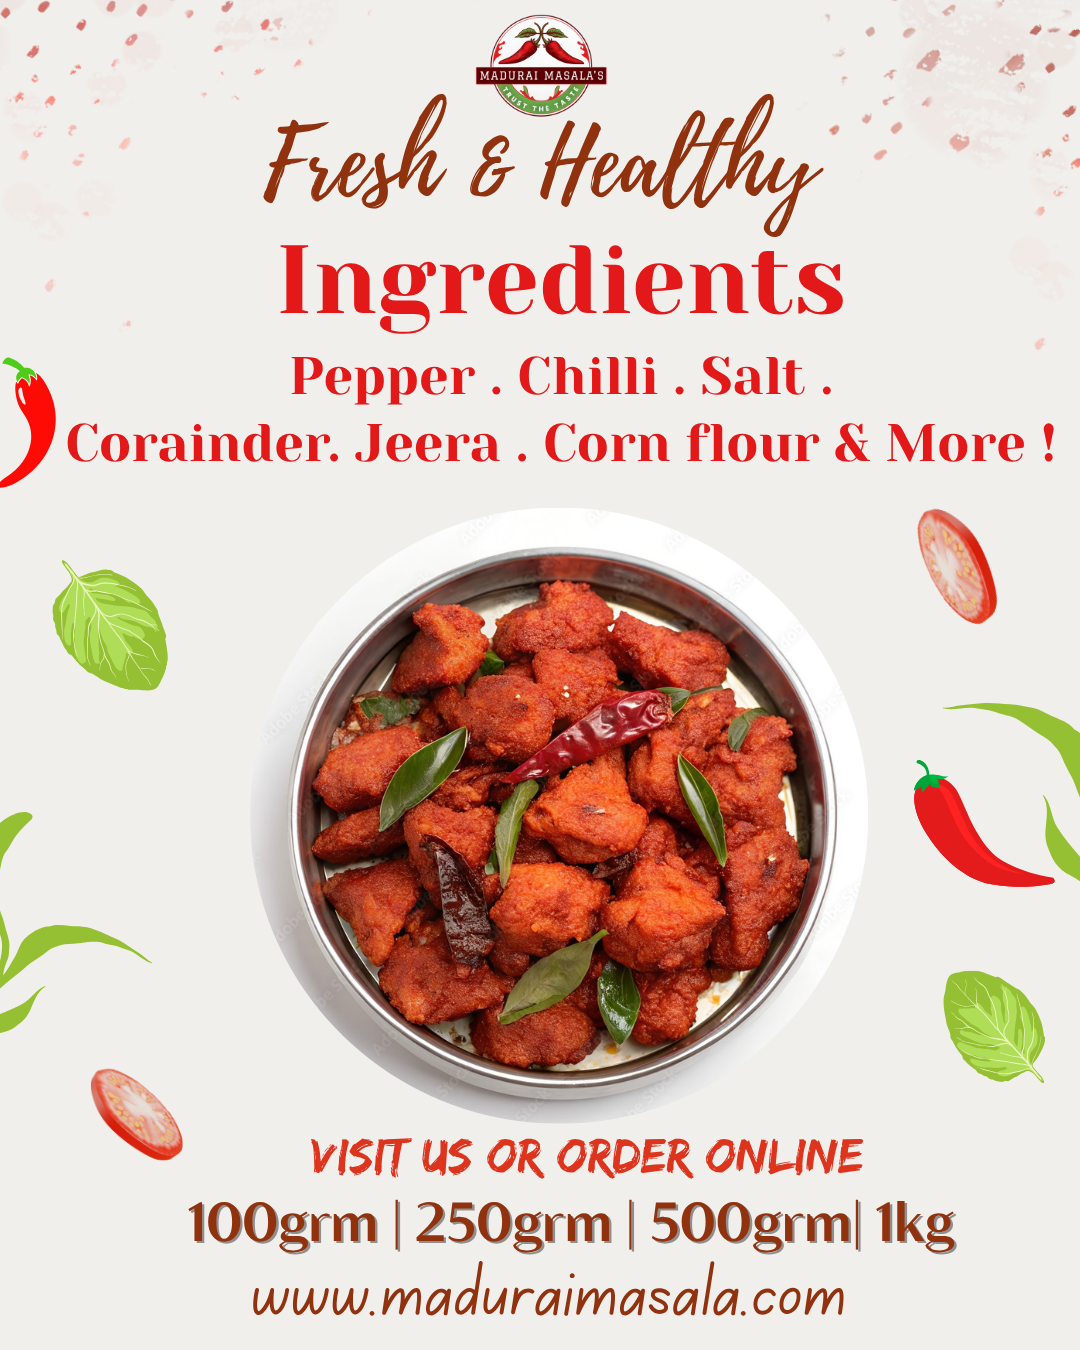 MADURAI MASALA'S
TRUST THE TASTE
Fresh & Healthy
Ingredients
Pepper . Chilli . Salt .
Corainder. Jeera . Corn flour & More !
VISIT US OR ORDER ONLINE
100grm | 250grm | 500grm| 1kg
www.maduraimasala.com